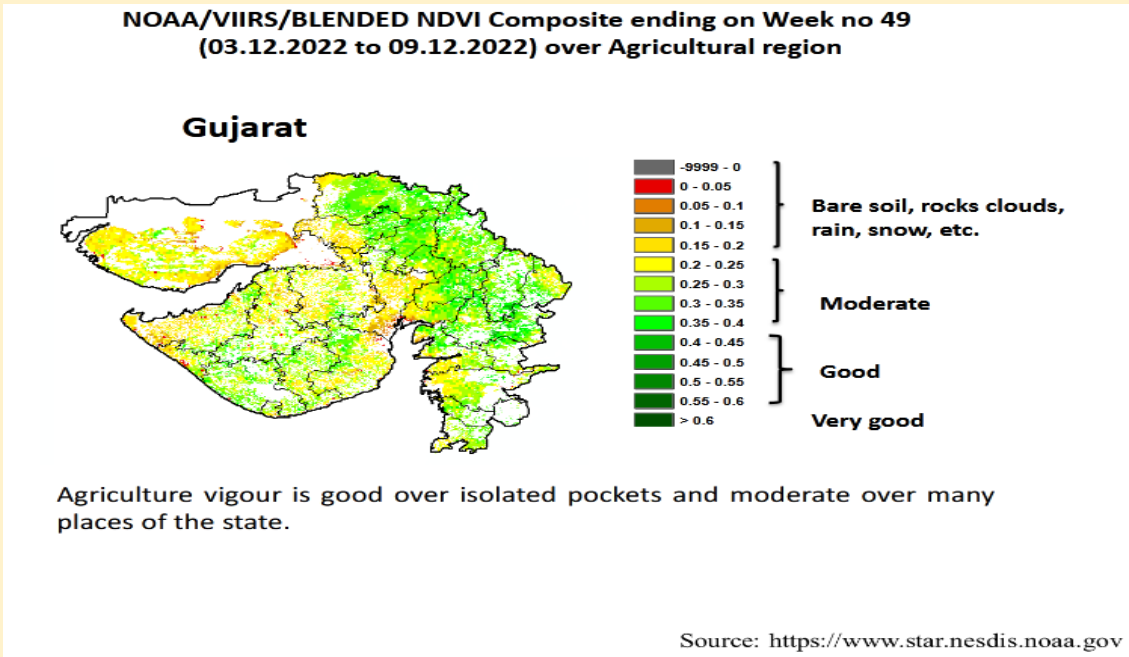 NOAA/VIIRS/BLENDED NDVI Composite ending on Week no 49
(03.12.2022 to 09.12.2022) over Agricultural region
Gujarat
-9999 - 0
0 - 0.05
0.05 - 0.1
0.1 - 0.15
0.15 - 0.2
0.2 - 0.25
0.25 - 0.3
0.3 - 0.35
0.35 - 0.4
0.4 - 0.45
0.45 - 0.5
0.5 - 0.55
0.55 - 0.6
> 0.6
Bare soil, rocks clouds,
rain, snow, etc.
Moderate
Good
Very good
Agriculture vigour is good over isolated pockets and moderate over many
places of the state.
Source: https://www.star.nesdis.noaa.gov